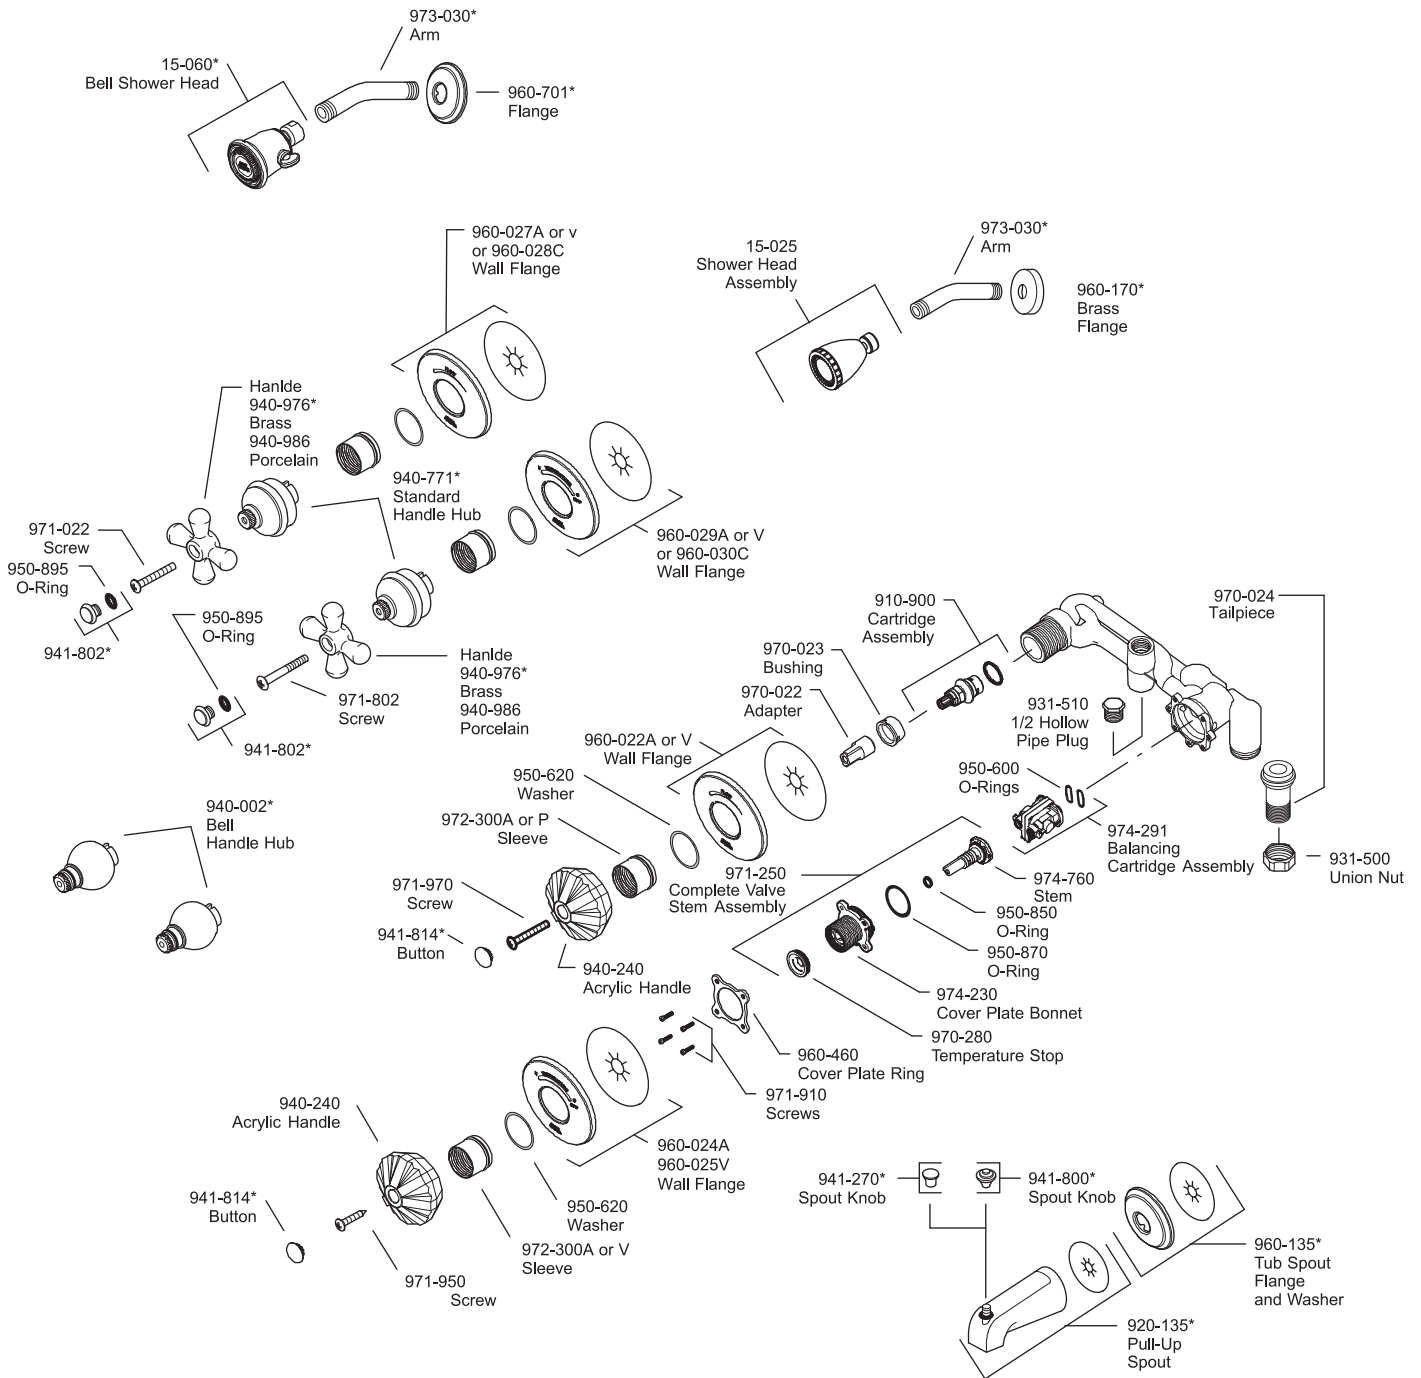 973-030*
Arm
15-060*
Bell Shower Head
960-701*
Flange
960-027A or v
or 960-028C
Wall Flange
973-030*
Arm
15-025
Shower Head
Assembly
960-170*
Brass
Flange
Hanlde
940-976*
Brass
940-986
Porcelain
940-771*
Standard
Handle Hub
971-022
Screw
950-895
O-Ring
941-802*
960-029A or V
or 960-030C
Wall Flange
950-895
O-Ring
971-802
Screw
941-802*
Hanlde
940-976*
Brass
940-986
Porcelain
910-900
Cartridge
Assembly
970-024
Tailpiece
970-023
Bushing
970-022
Adapter
931-510
1/2 Hollow
Pipe Plug
960-022A or V
Wall Flange
950-620
Washer
972-300A or P
Sleeve
950-600
O-Rings
940-002*
Bell
Handle Hub
974-291
Balancing
Cartridge Assembly
931-500
Union Nut
971-250
Complete Valve
Stem Assembly
974-760
Stem
971-970
Screw
950-850
O-Ring
941-814*
Button
950-870
O-Ring
940-240
Acrylic Handle
974-230
Cover Plate Bonnet
970-280
Temperature Stop
960-460
Cover Plate Ring
971-910
Screws
940-240
Acrylic Handle
960-024A
960-025V
Wall Flange
941-270*
Spout Knob
941-800*
Spout Knob
941-814*
Button
950-620
Washer
972-300A or V
Sleeve
971-950
Screw
960-135*
Tub Spout
Flange
and Washer
920-135*
Pull-Up
Spout